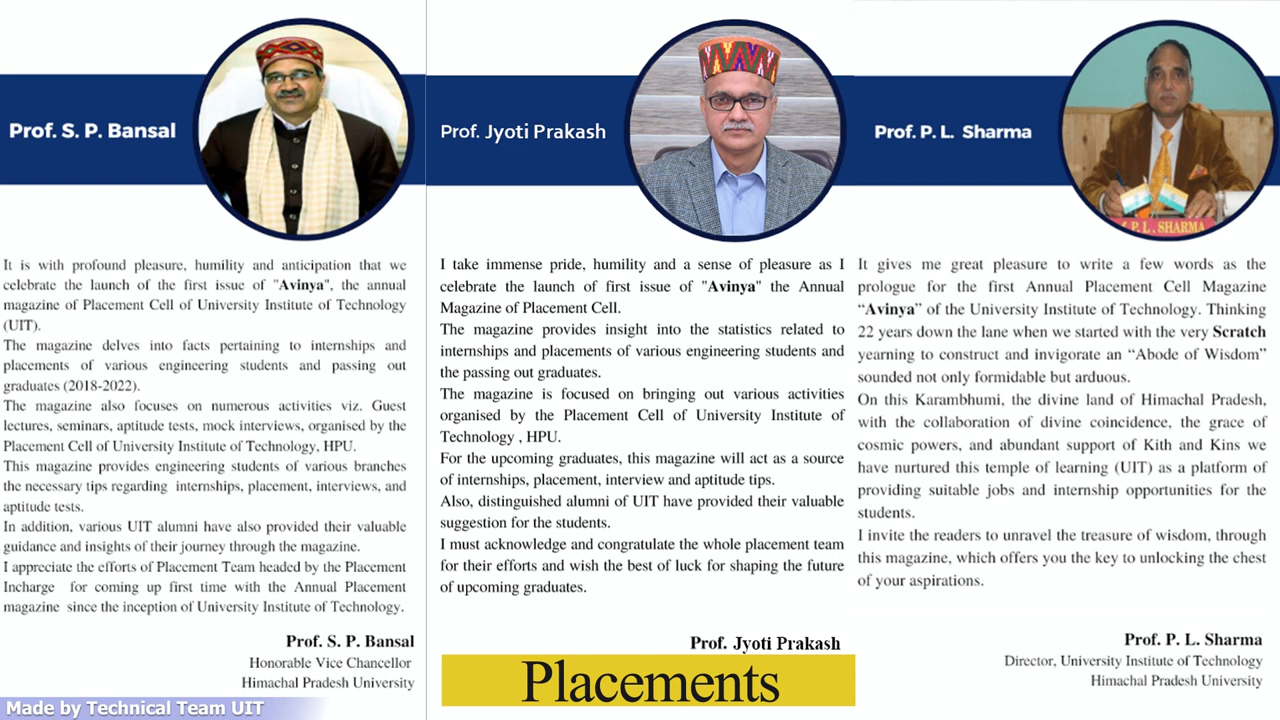 Prof. S. P. Bansal
It is with profound pleasure, humility and anticipation that we
celebrate the launch of the first issue of "Avinya", the annual
magazine of Placement Cell of University Institute of Technology
(UIT).
The magazine delves into facts pertaining to internships and
placements of various engineering students and passing out
graduates (2018-2022).
The magazine also focuses on numerous activities viz. Guest
lectures, seminars, aptitude tests, mock interviews, organised by the
Placement Cell of University Institute of Technology, HPU.
This magazine provides engineering students of various branches
the necessary tips regarding internships, placement, interviews, and
aptitude tests.
In addition, various UIT alumni have also provided their valuable
guidance and insights of their journey through the magazine.
I appreciate the efforts of Placement Team headed by the Placement
Incharge for coming up first time with the Annual Placement
magazine since the inception of University Institute of Technology.
Prof. S. P. Bansal
Honorable Vice Chancellor
Himachal Pradesh University
Made by Technical Team UIT
Prof. Jyoti Prakash
I take immense pride, humility and a sense of pleasure as I
celebrate the launch of first issue of "Avinya" the Annual
Magazine of Placement Cell.
The magazine provides insight into the statistics related to
internships and placements of various engineering students and
the passing out graduates.
The magazine is focused on bringing out various activities
organised by the Placement Cell of University Institute of
Technology , HPU.
For the upcoming graduates, this magazine will act as a source
of internships, placement, interview and aptitude tips.
Also, distinguished alumni of UIT have provided their valuable
suggestion for the students.
I must acknowledge and congratulate the whole placement team
for their efforts and wish the best of luck for shaping the future
of upcoming graduates.
Prof. Jyoti Prakash
Placements
Prof. P. L. Sharma
P. L. SHARMA
It gives me great pleasure to write a few words as the
prologue for the first Annual Placement Cell Magazine
“Avinya” of the University Institute of Technology. Thinking
22 years down the lane when we started with the very Scratch
yearning to construct and invigorate an “Abode of Wisdom”
sounded not only formidable but arduous.
On this Karambhumi, the divine land of Himachal Pradesh,
with the collaboration of divine coincidence, the grace of
cosmic powers, and abundant support of Kith and Kins we
have nurtured this temple of learning (UIT) as a platform of
providing suitable jobs and internship opportunities for the
students.
I invite the readers to unravel the treasure of wisdom, through
this magazine, which offers you the key to unlocking the chest
of your aspirations.
Prof. P. L. Sharma
Director, University Institute of Technology
Himachal Pradesh University